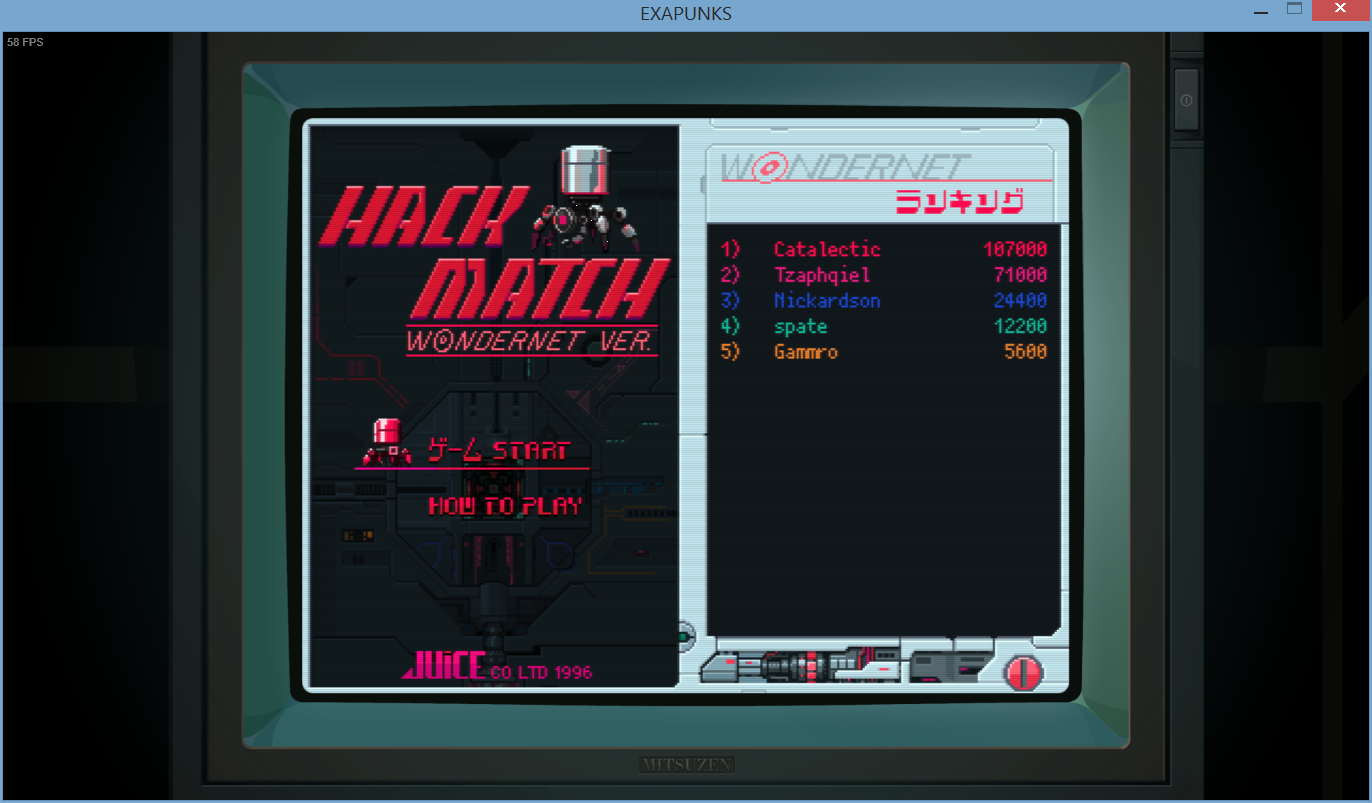 EXAPUNKS
58 FPS
HACK
MATCH
WONDERNET VER.
ゲーム START
HOW TO PLAY
JUICE CO LTD 1996
WONDERNET
ランキング
1) Catalectic 107000
2) Tzaphqiel 71000
3) Nickardson 24400
4) spate 12200
5) Gammro 5600
MITSUZEN